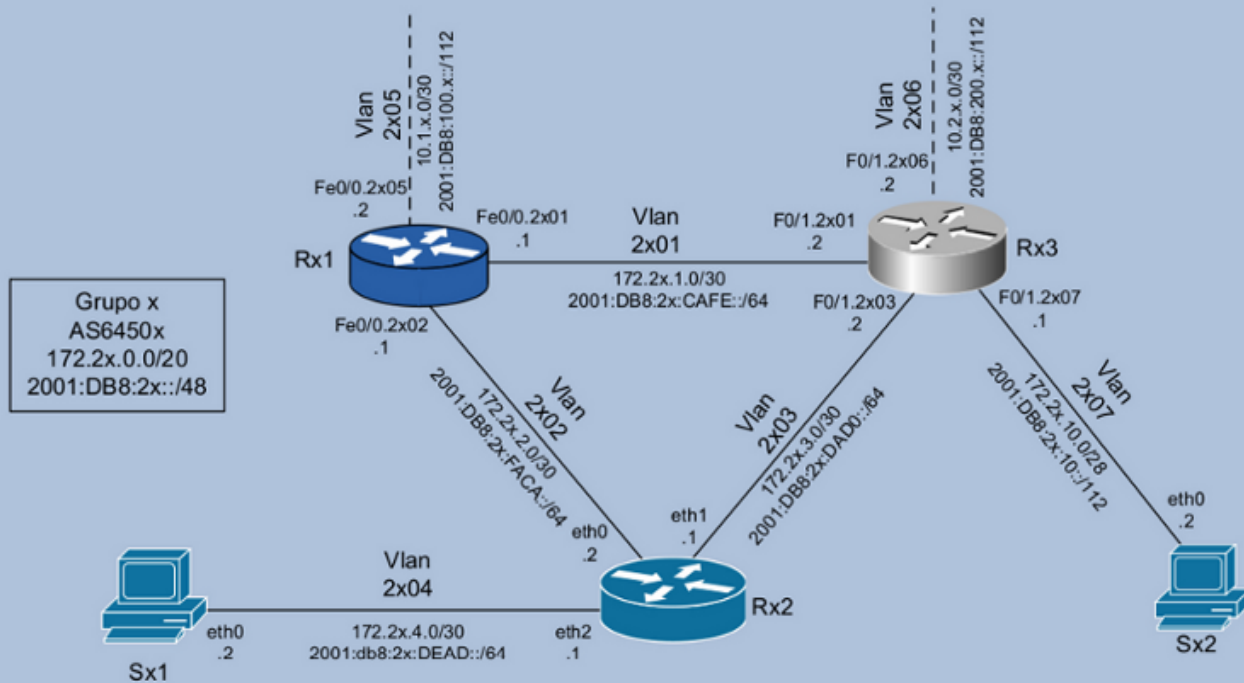 Vlan
2x05
10.1.x.0/30
2001:DB8:100.x::/112
Vlan
2x06
10.2.x.0/30
2001:DB8:200.x::/112
Fe0/0.2x05
.2
F0/1.2x06
.2
Fe0/0.2x01
.1
Vlan
2x01
F0/1.2x01
.2
Rx1
Rx3
172.2x.1.0/30
2001:DB8:2x:CAFE::/64
Grupo x
AS6450x
172.2x.0.0/20
2001:DB8:2x::/48
Fe0/0.2x02
.1
F0/1.2x03
.2
F0/1.2x07
.1
Vlan
2x02
172.2x.2.0/30
2001:DB8:2x:FACA::/64
Vlan
2x03
172.2x.3.0/30
2001:DB8:2x:DAD0::/64
Vlan
2x07
172.2x.10.0/28
2001:DB8:2x:10::/112
eth0
.2
eth1
.1
eth0
.2
Vlan
2x04
Rx2
Sx2
eth0
.2
172.2x.4.0/30
2001:db8:2x:DEAD::/64
eth2
.1
Sx1